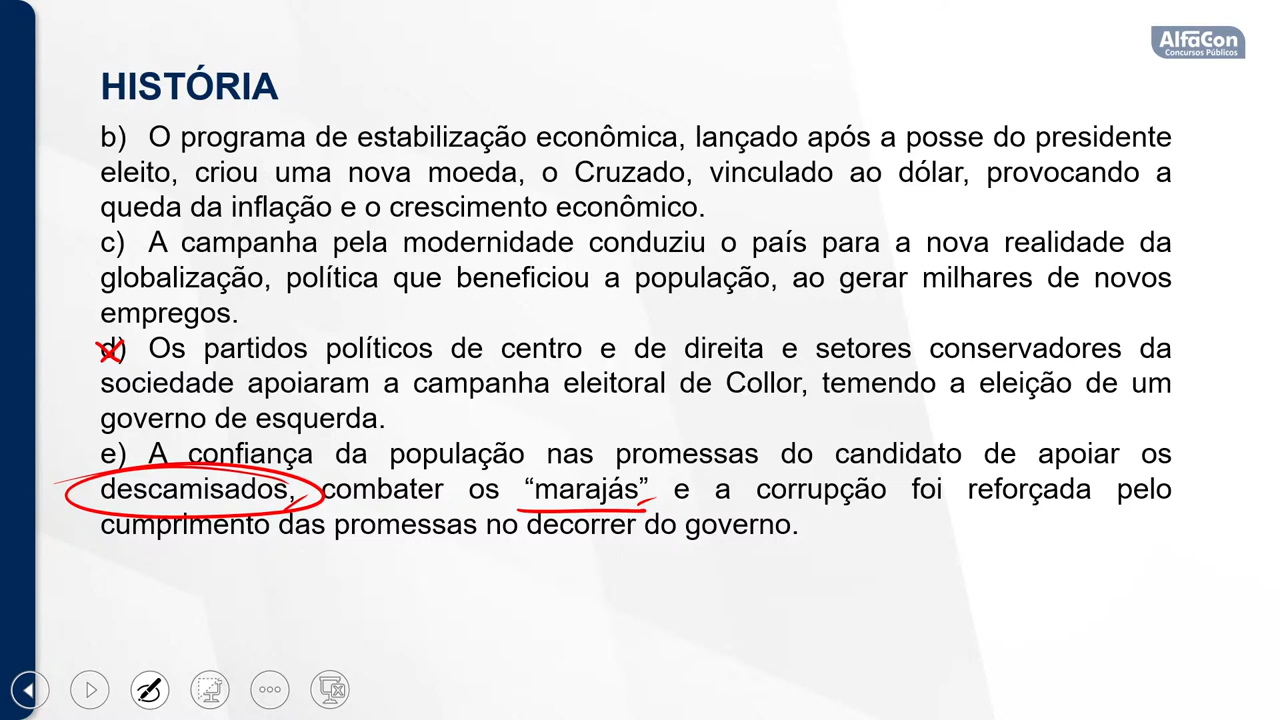 AlfaCon
Concursos Públicos
HISTÓRIA
b) O programa de estabilização econômica, lançado após a posse do presidente
eleito, criou uma nova moeda, o Cruzado, vinculado ao dólar, provocando a
queda da inflação e o crescimento econômico.
c) A campanha pela modernidade conduziu o país para a nova realidade da
globalização, política que beneficiou a população, ao gerar milhares de novos
empregos.
d) Os partidos políticos de centro e de direita e setores conservadores da
sociedade apoiaram a campanha eleitoral de Collor, temendo a eleição de um
governo de esquerda.
e) A confiança da população nas promessas do candidato de apoiar os
descamisados, combater os “marajás” e a corrupção foi reforçada pelo
cumprimento das promessas no decorrer do governo.